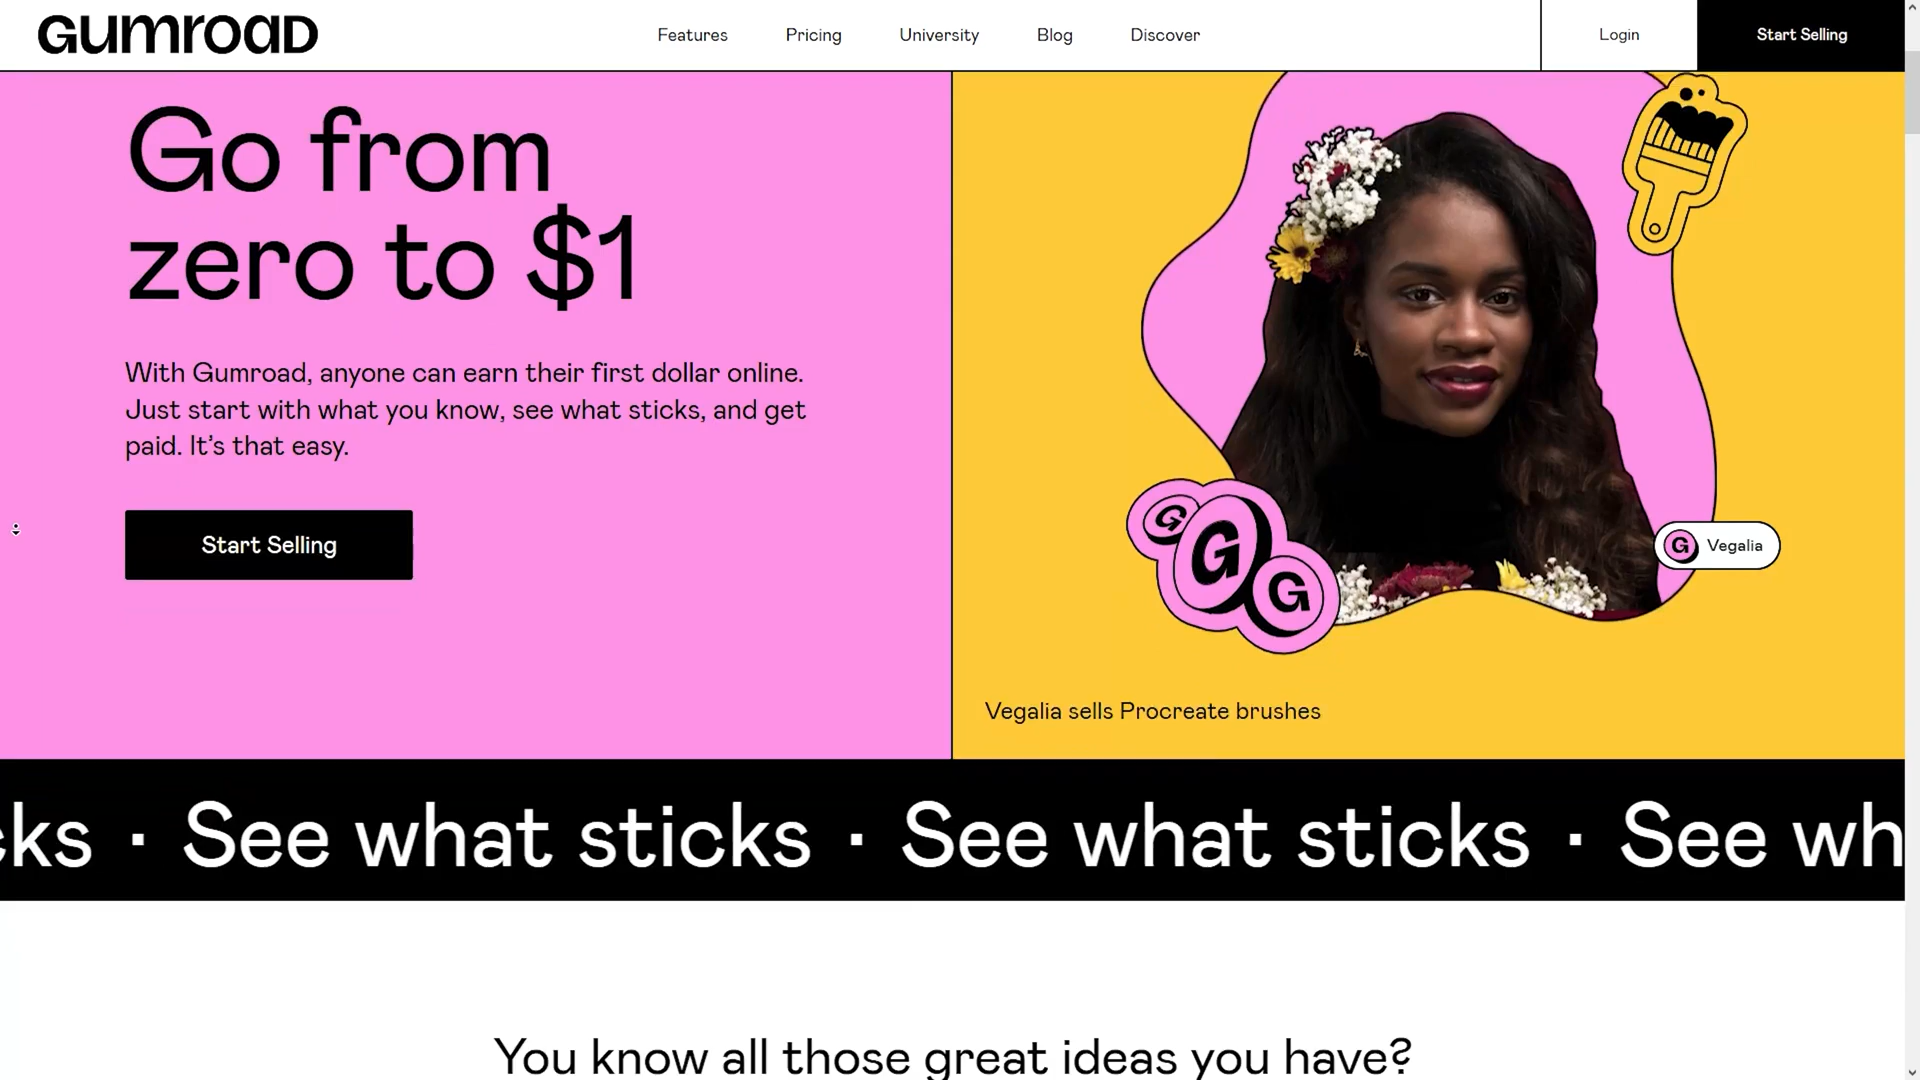 Gumroad
Features
Pricing
University
Blog
Discover
Login
Start Selling
Go from
zero to $1
With Gumroad, anyone can earn their first dollar online.
Just start with what you know, see what sticks, and get
paid. It’s that easy.
Start Selling
G
G
G
G Vegalia
Vegalia sells Procreate brushes
cks · See what sticks · See what sticks · See wh
You know all those great ideas you have?